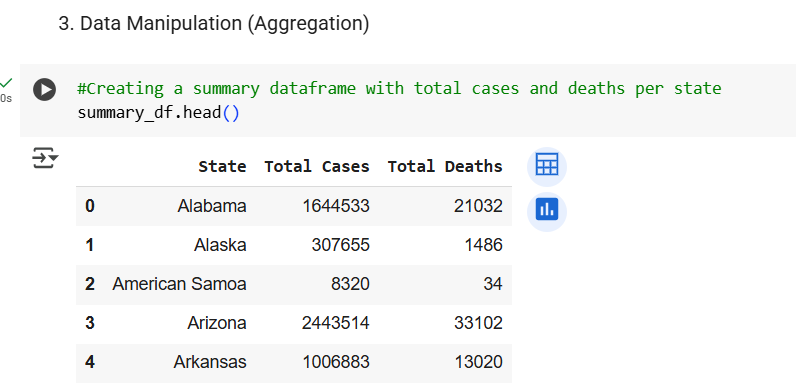 3. Data Manipulation (Aggregation)
#Creating a summary dataframe with total cases and deaths per state
0s
summary_df.head()
State Total Cases Total Deaths
0 Alabama 1644533 21032
1 Alaska 307655 1486
2 American Samoa 8320 34
3 Arizona 2443514 33102
4 Arkansas 1006883 13020